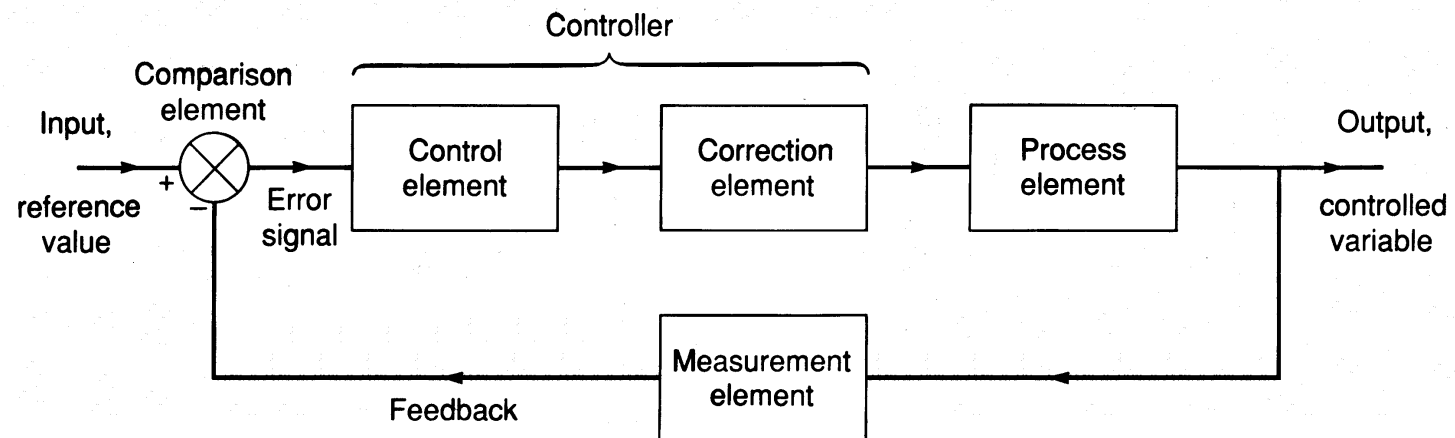 Controller
Comparison
element
Input,
reference
value
+
−
Error
signal
Control
element
Correction
element
Process
element
Output,
controlled
variable
Measurement
element
Feedback